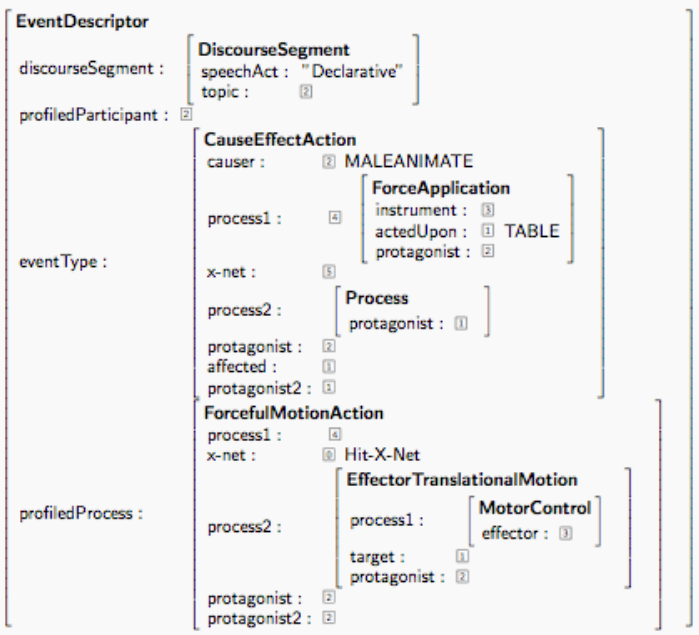 EventDescriptor
discourseSegment :
DiscourseSegment
speechAct : "Declarative"
topic : 2
profiledParticipant : 2
eventType :
CauseEffectAction
causer : 2 MALEANIMATE
process1 : 4
ForceApplication
instrument : 3
actedUpon : 1 TABLE
protagonist : 2
x-net : 5
process2 :
Process
protagonist : 1
protagonist : 2
affected : 1
protagonist2 : 1
profiledProcess :
ForcefulMotionAction
process1 : 4
x-net : 0 Hit-X-Net
process2 :
EffectorTranslationalMotion
process1 :
MotorControl
effector : 3
target : 1
protagonist : 2
protagonist : 2
protagonist2 : 2